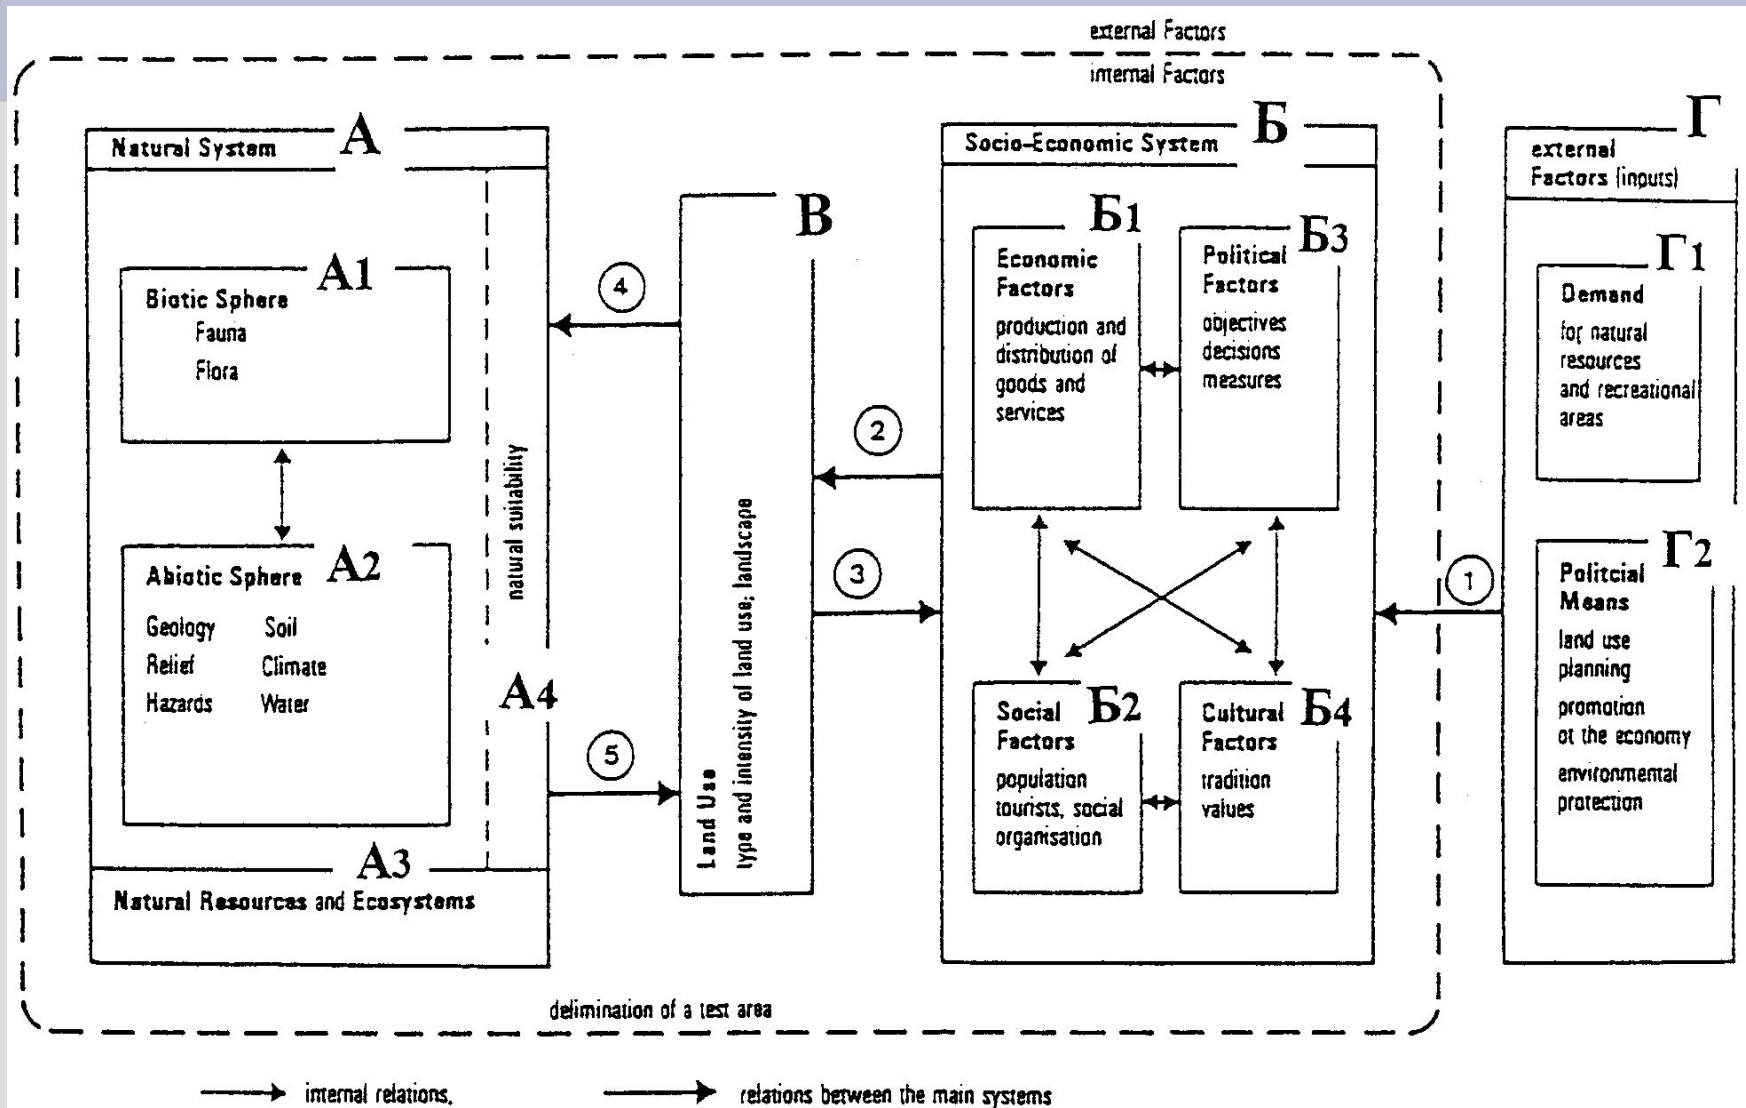 external Factors
internal Factors
Natural System
А
А1
Biotic Sphere
Fauna
Flora
А2
Abiotic Sphere
Geology Soil
Relief Climate
Hazards Water
natural suitability
А4
А3
Natural Resources and Ecosystems
4
5
В
Land Use
type and intensity of land use; landscape
2
3
Socio-Economic System
Б
Б1
Economic
Factors
production and
distribution of
goods and
services
Б3
Political
Factors
objectives
decisions
measures
Б2
Social
Factors
population
tourists, social
organisation
Б4
Cultural
Factors
tradition
values
1
Г
external
Factors (inputs)
Г1
Demand
for natural
resources
and recreational
areas
Г2
Politcial
Means
land use
planning
promotion
ot the economy
environmental
protection
delimination of a test area
internal relations.
relations between the main systems